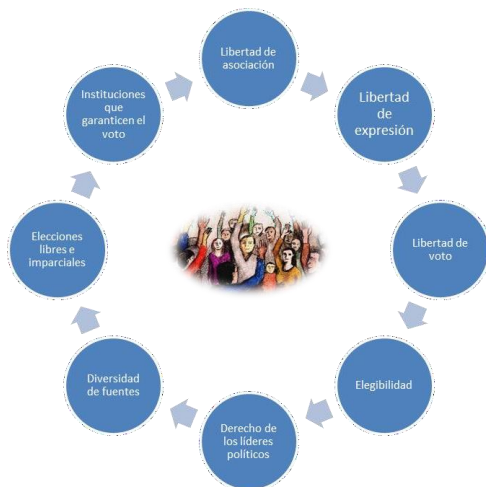 Libertad de
asociación
Libertad
de
expresión
Libertad de
voto
Elegibilidad
Derecho de
los líderes
políticos
Diversidad
de fuentes
Elecciones
libres e
imparciales
Instituciones
que
garanticen el
voto